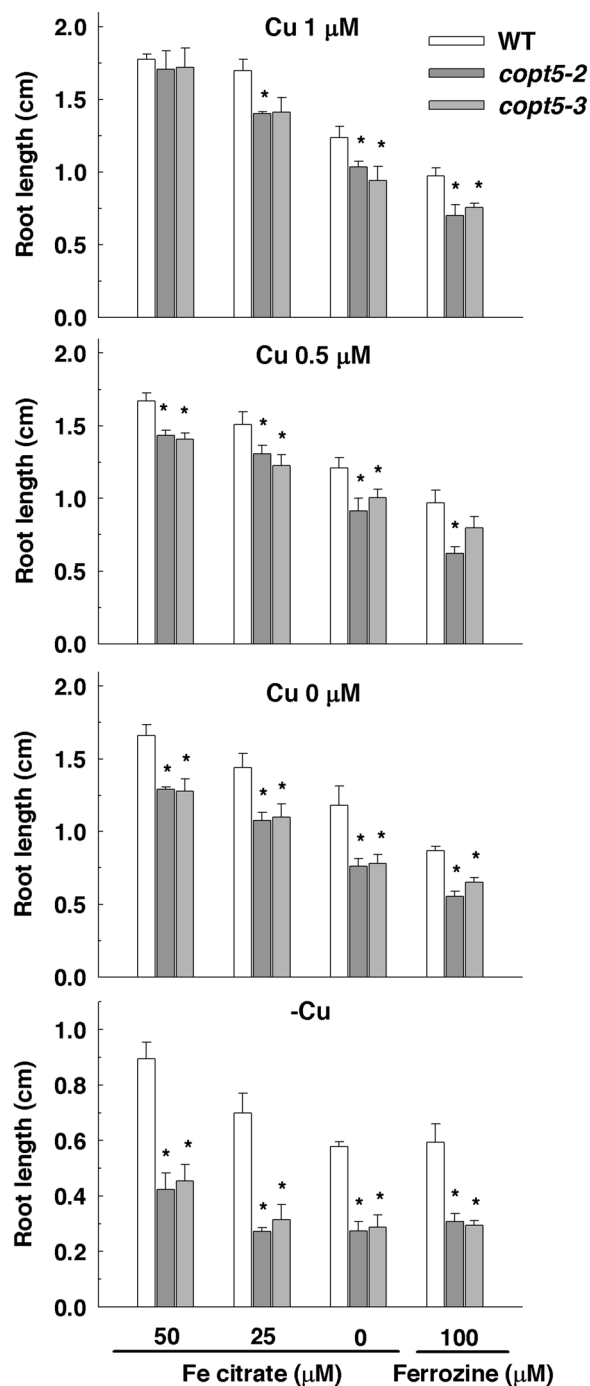 Cu 1 μM
WT
copt5-2
copt5-3
Root length (cm)
2.0
1.5
1.0
0.5
0.0
* * * * *
Cu 0.5 μM
Root length (cm)
2.0
1.5
1.0
0.5
0.0
* * * * * * *
Cu 0 μM
Root length (cm)
2.0
1.5
1.0
0.5
0.0
* * * * * * * *
-Cu
Root length (cm)
1.0
0.8
0.6
0.4
0.2
0.0
* * * * * * * *
50 25 0 100
Fe citrate (μM) Ferrozine (μM)